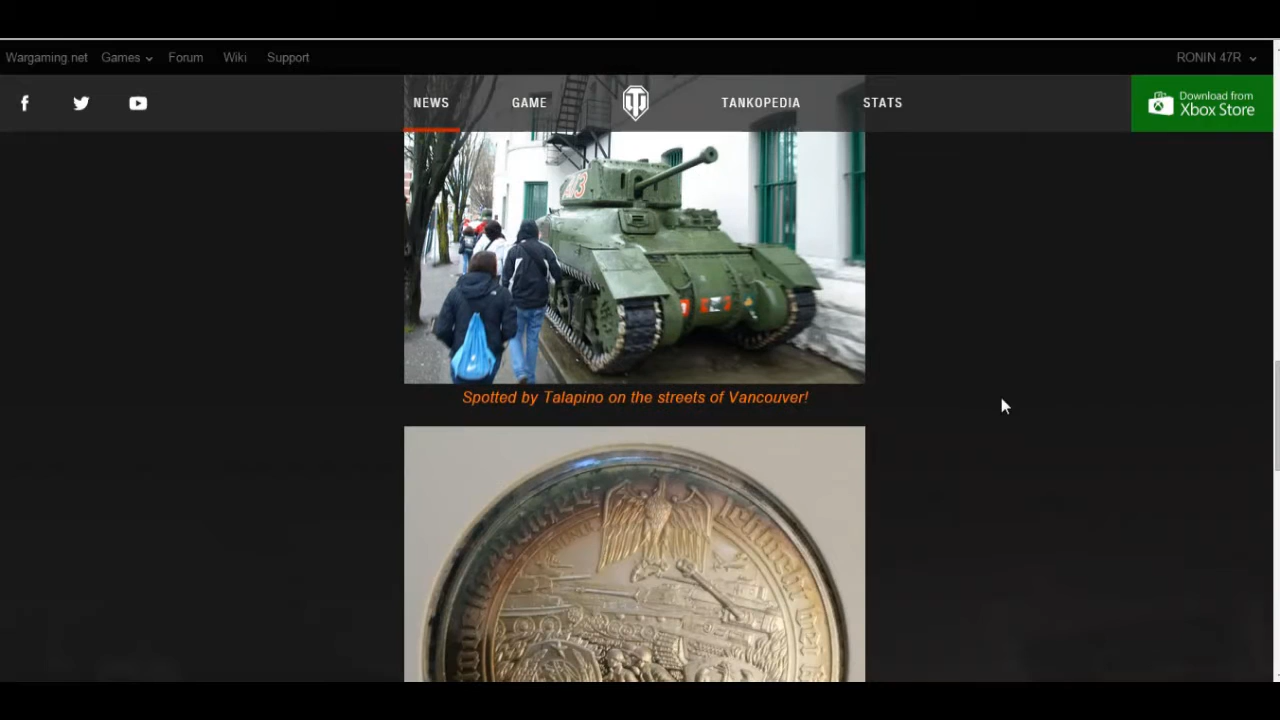 Wargaming.net Games Forum Wiki Support RONIN 47R
NEWS GAME TANKOPEDIA STATS
Download from
Xbox Store
Spotted by Talapino on the streets of Vancouver!